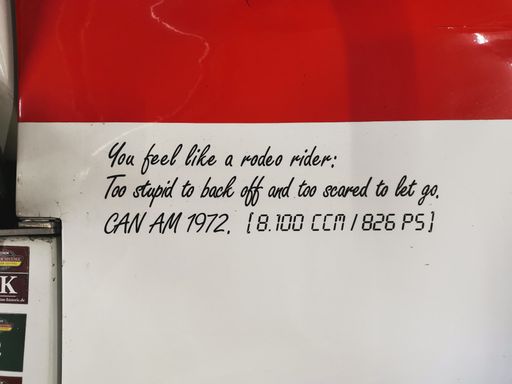 You feel like a rodeo rider:
Too stupid to back off and too scared to let go.
CAN AM 1972. [8.100 CCM / 826 PS]
K